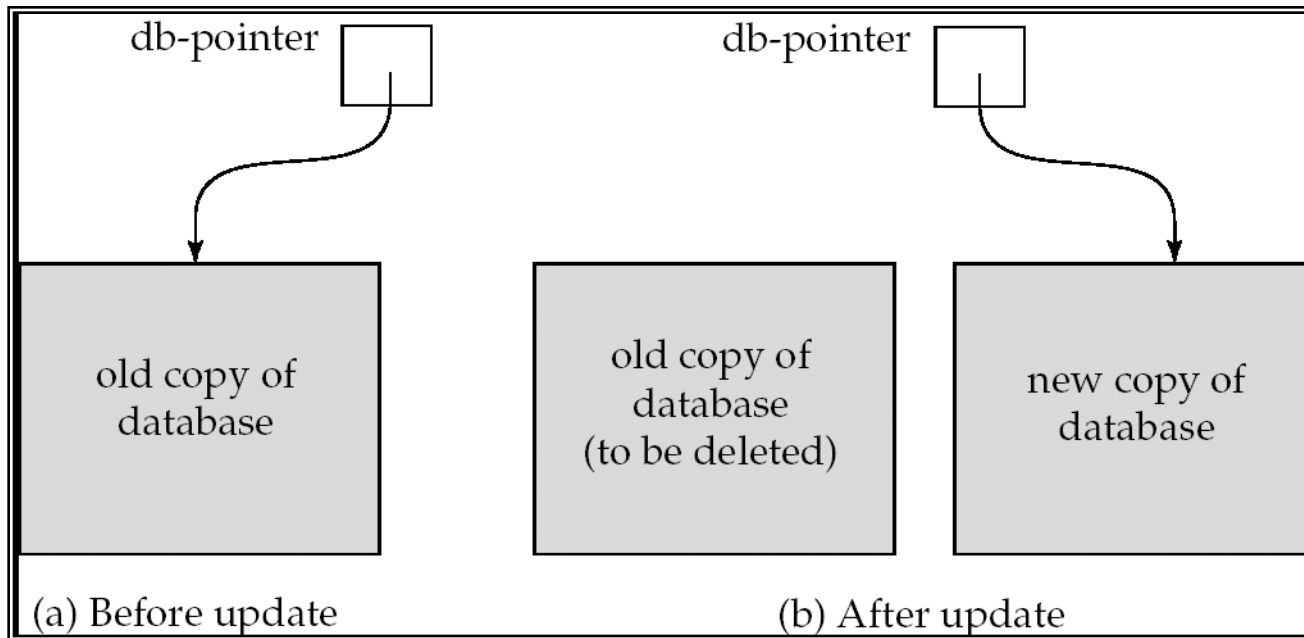 db-pointer
old copy of
database
(a) Before update
db-pointer
old copy of
database
(to be deleted)
new copy of
database
(b) After update